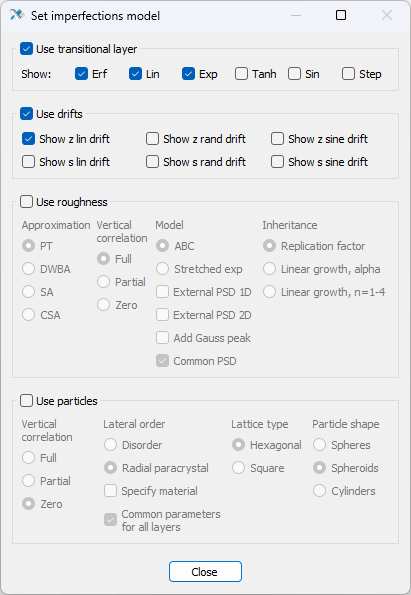 Set imperfections model
Use transitional layer
Show: Erf Lin Exp Tanh Sin Step
Use drifts
Show z lin drift Show z rand drift Show z sine drift
Show s lin drift Show s rand drift Show s sine drift
Use roughness
Approximation
PT
DWBA
SA
CSA
Vertical
correlation
Full
Partial
Zero
Model
ABC
Stretched exp
External PSD 1D
External PSD 2D
Add Gauss peak
Common PSD
Inheritance
Replication factor
Linear growth, alpha
Linear growth, n=1-4
Use particles
Vertical
correlation
Full
Partial
Zero
Lateral order
Disorder
Radial paracrystal
Specify material
Common parameters
for all layers
Lattice type
Hexagonal
Square
Particle shape
Spheres
Spheroids
Cylinders
Close